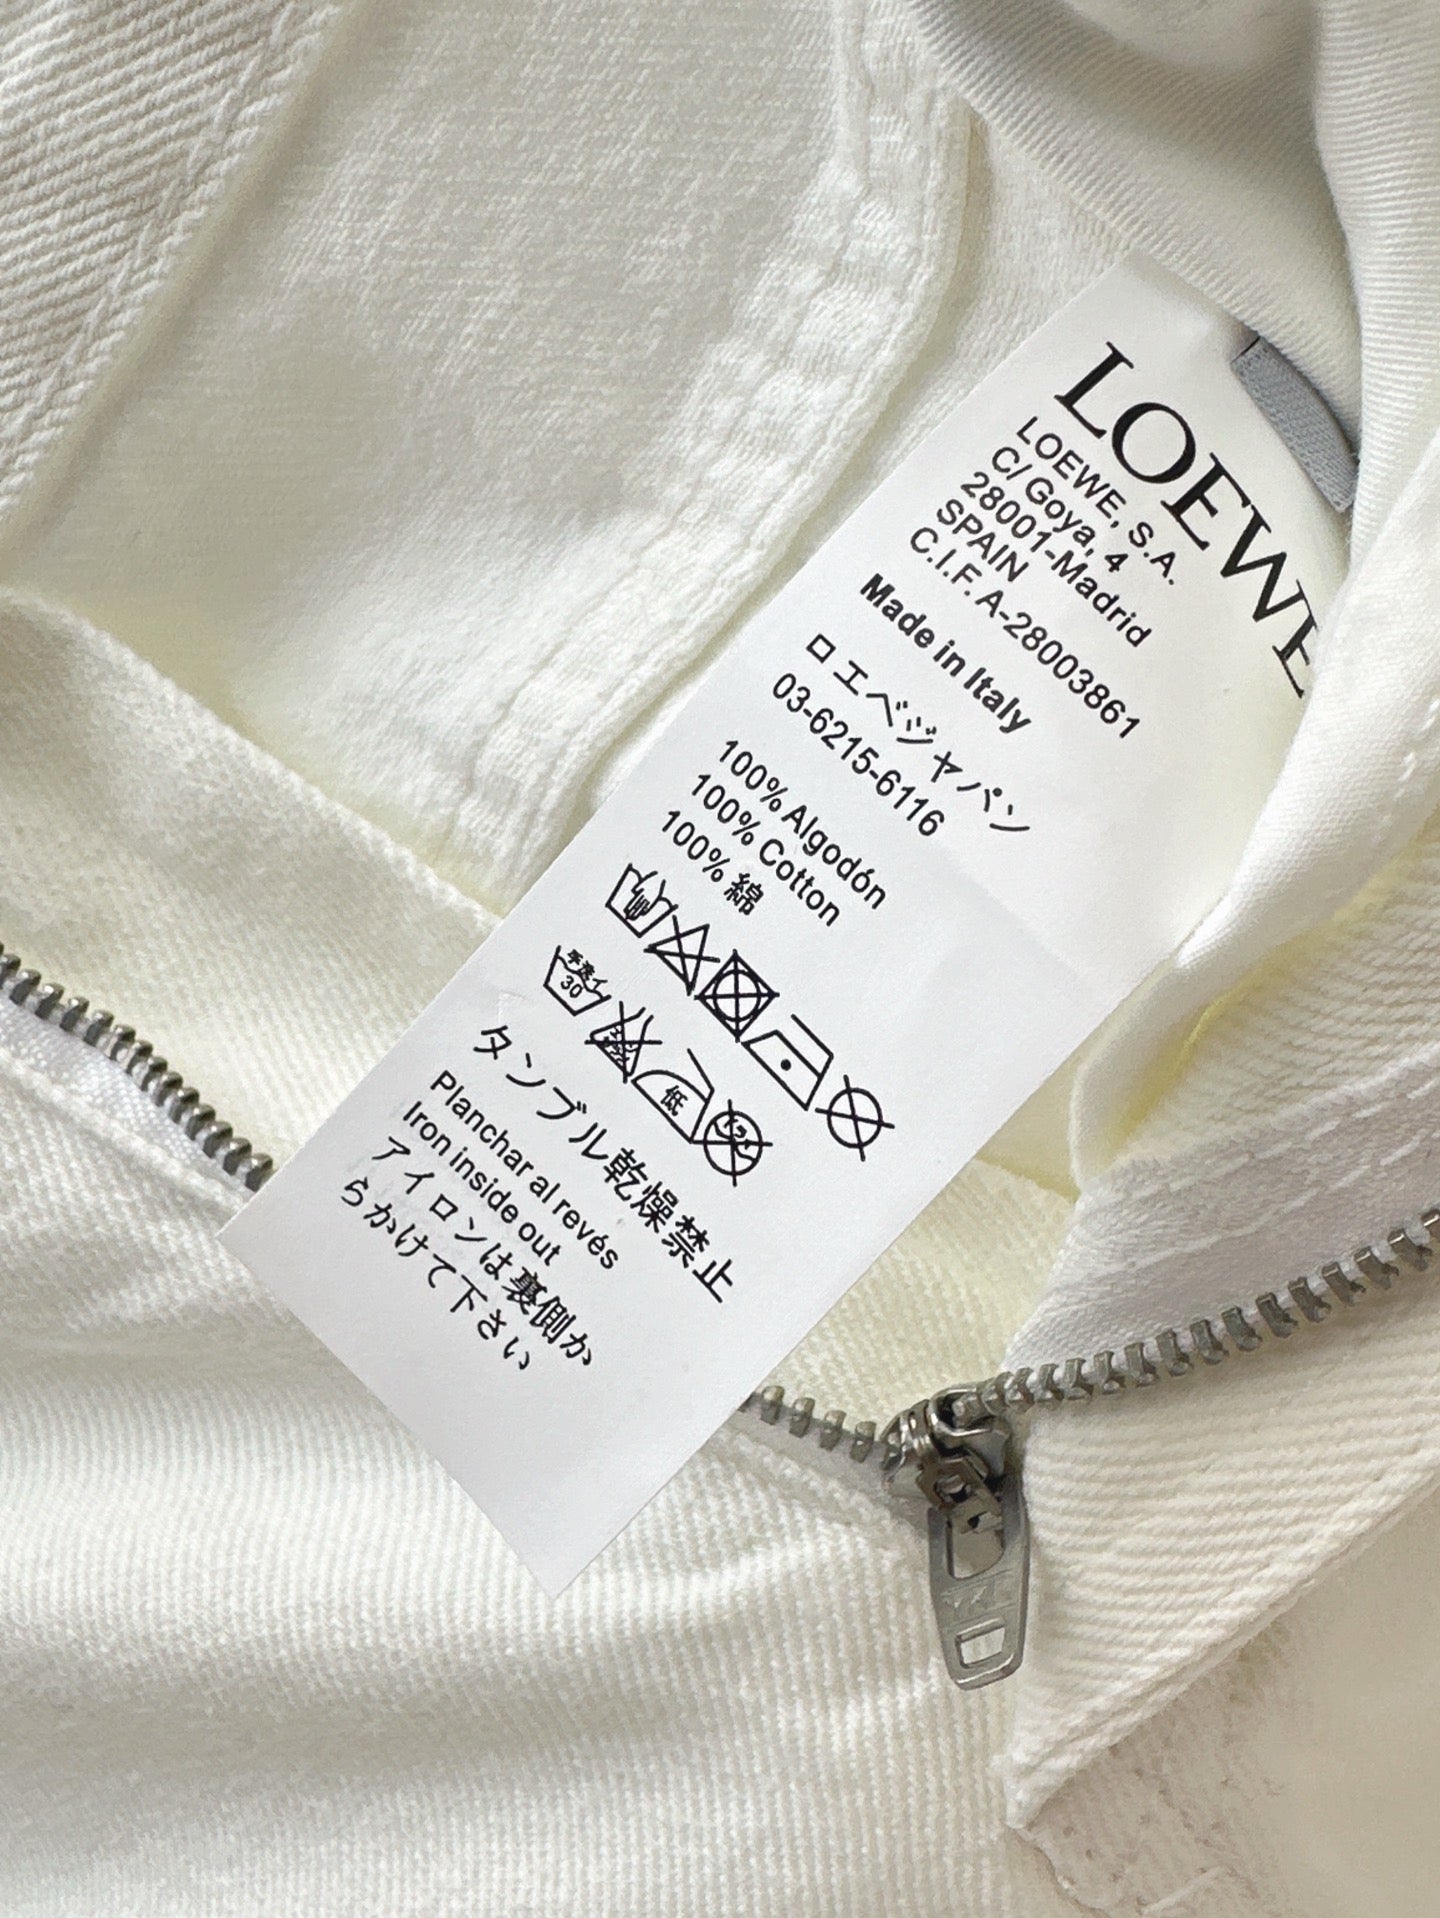 LOEWE
LOEWE, S.A.
C/ Goya, 4
28001-Madrid
SPAIN
C.I.F. A-28003861
Made in Italy
ロエベジャパン
03-6215-6116
100% Algodón
100% Cotton
100% 綿
30
低
タンブル乾燥禁止
Planchar al revés
Iron inside out
アイロンは裏側か
らかけて下さい